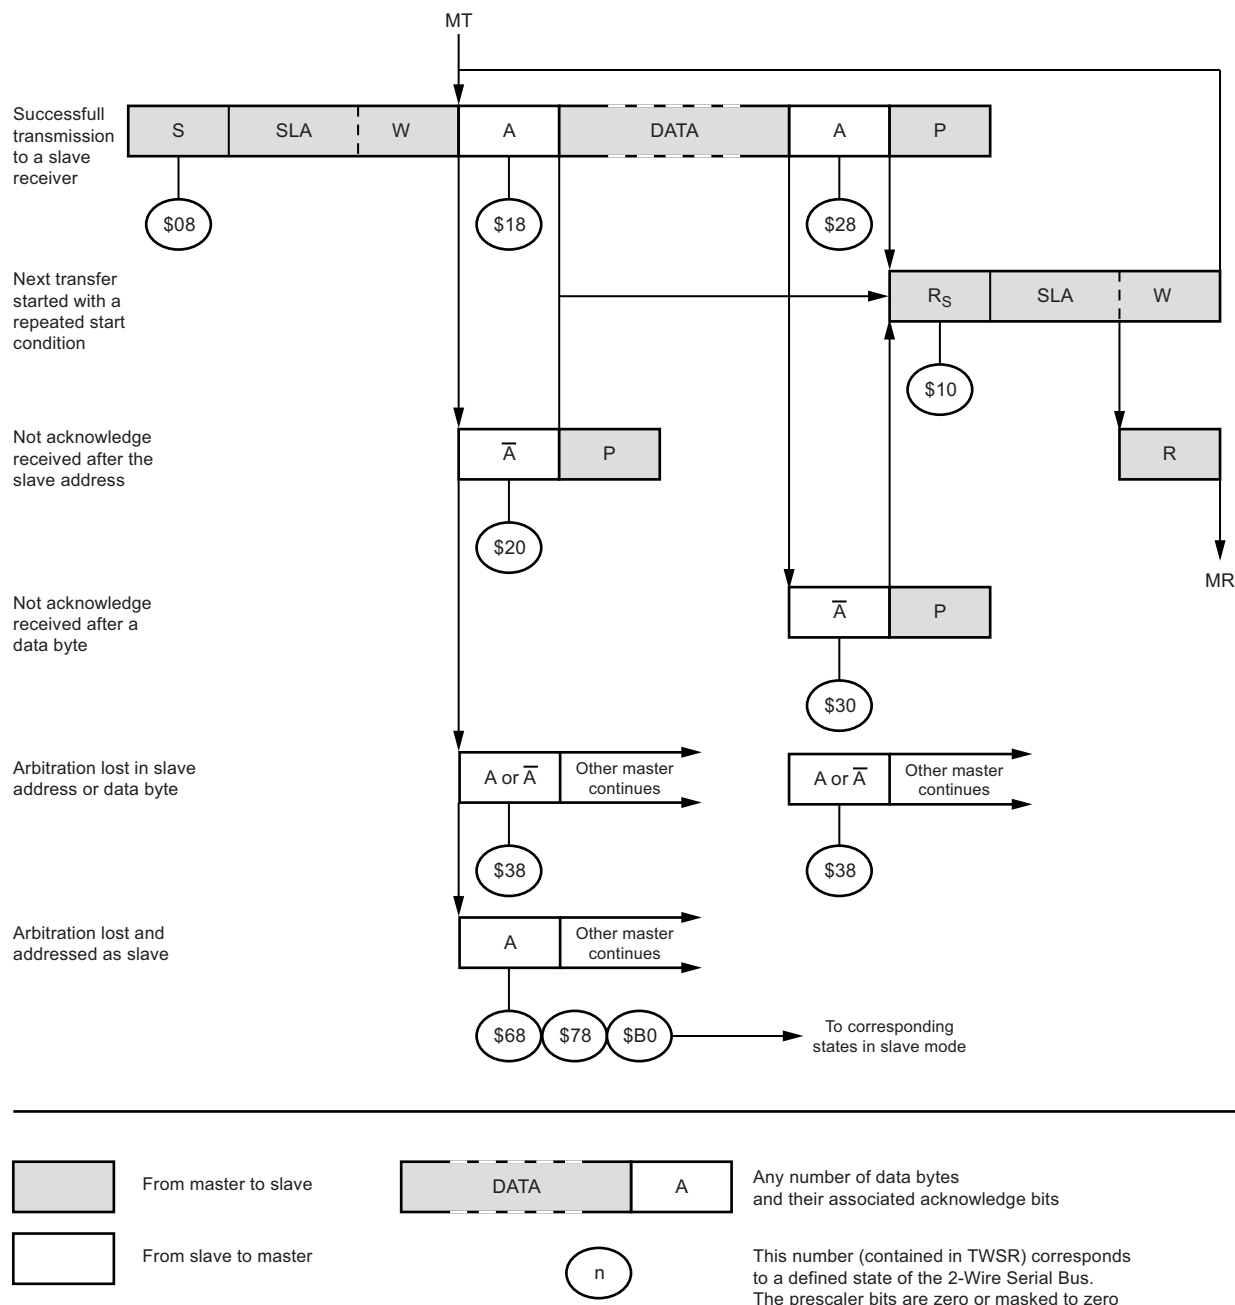 MT
Successfull
transmission
to a slave
receiver
S SLA W A DATA A P
$08 $18 $28
Next transfer
started with a
repeated start
condition
RS SLA W
$10
Not acknowledge
received after the
slave address
A̅ P
R
$20
MR
Not acknowledge
received after a
data byte
A̅ P
$30
Arbitration lost in slave
address or data byte
A or A̅ Other master
continues
A or A̅ Other master
continues
$38 $38
Arbitration lost and
addressed as slave
A Other master
continues
$68 $78 $B0
To corresponding
states in slave mode
From master to slave
DATA A
Any number of data bytes
and their associated acknowledge bits
From slave to master
n
This number (contained in TWSR) corresponds
to a defined state of the 2-Wire Serial Bus.
The prescaler bits are zero or masked to zero